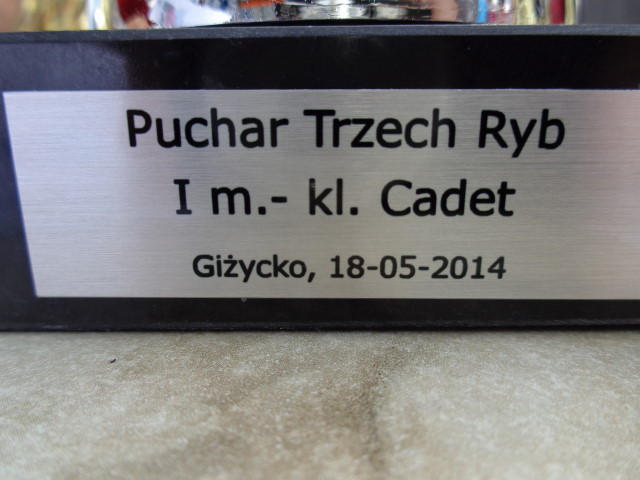 Puchar Trzech Ryb
I m.- kl. Cadet
Giżycko, 18-05-2014